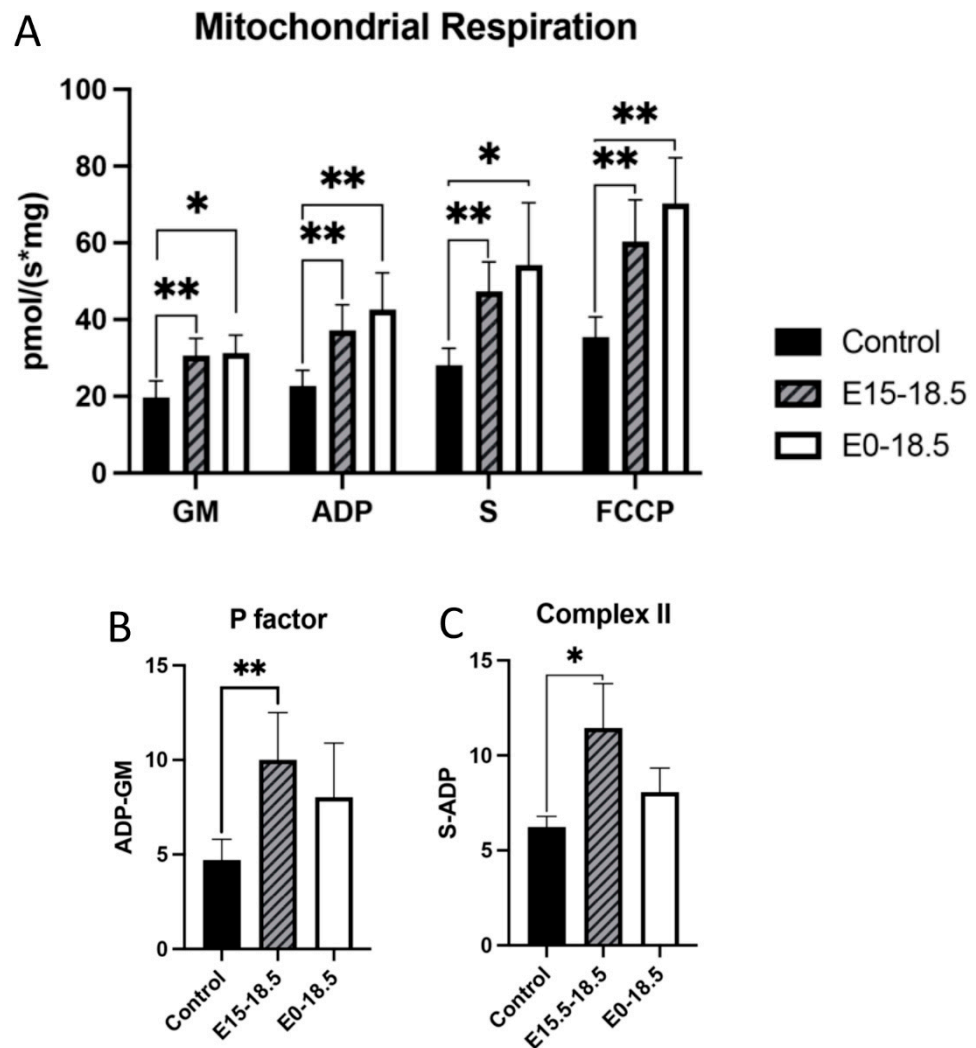 A
Mitochondrial Respiration
pmol/(s*mg)
100
80
60
40
20
0
*
**
**
**
*
**
**
**
GM
ADP
S
FCCP
Control
E15-18.5
E0-18.5
B
P factor
ADP-GM
15
10
5
0
**
Control
E15-18.5
E0-18.5
C
Complex II
S-ADP
15
10
5
0
*
Control
E15.5-18.5
E0-18.5